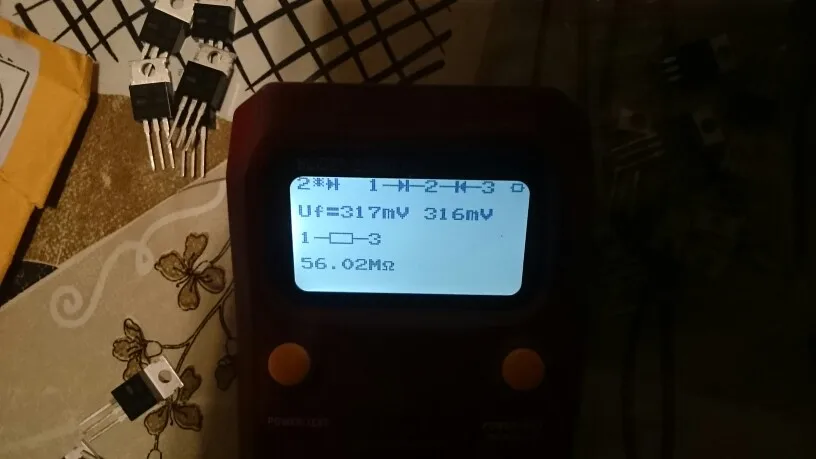 2*▶| 1-▶|-2-|◀-3
Uf=317mV 316mV
1-▭-3
56.02MΩ